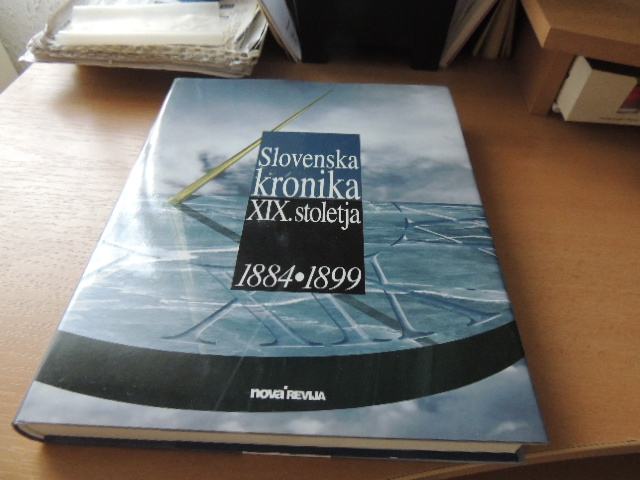 Slovenska
kronika
XIX. stoletja
1884•1899
nova REVIJA